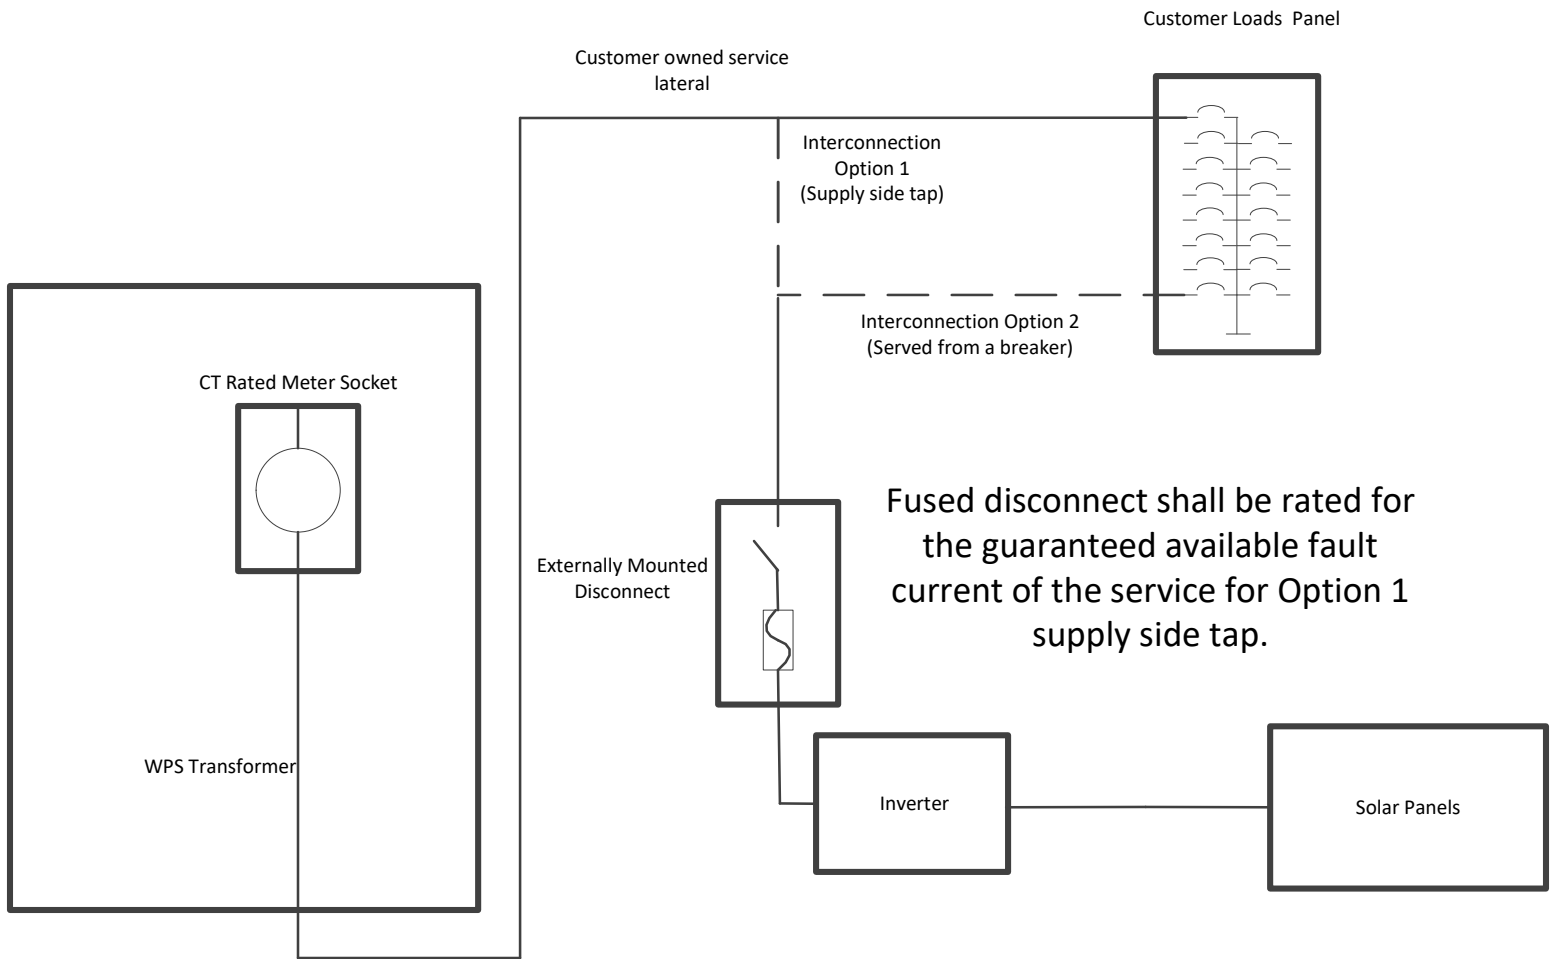 Customer Loads  Panel
Customer owned service
lateral
Interconnection
Option 1
(Supply side tap)
Interconnection Option 2
(Served from a breaker)
CT Rated Meter Socket
Fused disconnect shall be rated for
the guaranteed available fault
current of the service for Option 1
supply side tap.
Externally Mounted
Disconnect
WPS Transformer
Inverter
Solar Panels